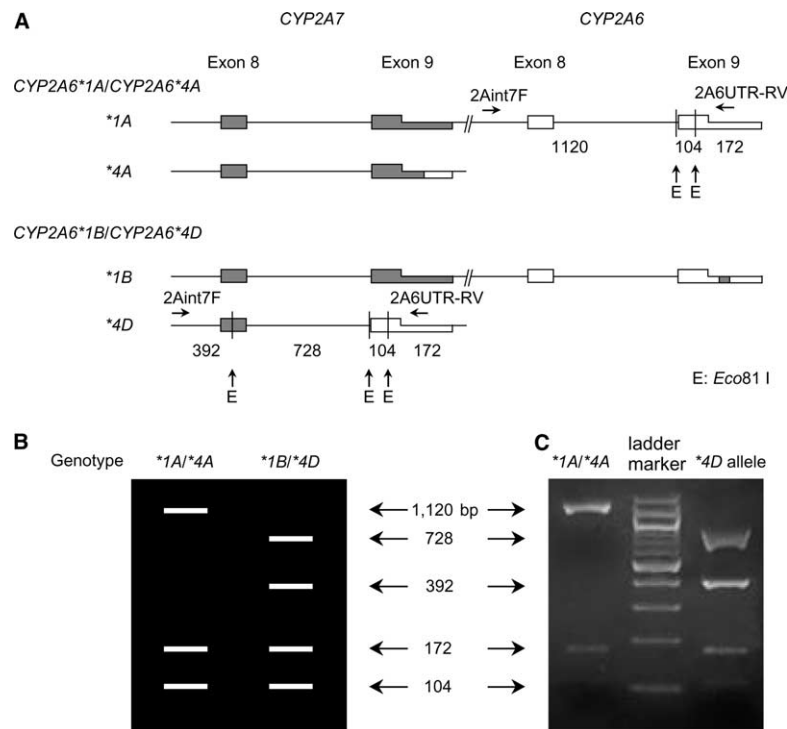 A
CYP2A7 CYP2A6
Exon 8 Exon 9 Exon 8 Exon 9
CYP2A6*1A/CYP2A6*4A
2Aint7F 2A6UTR-RV
*1A
1120 104 172
*4A
E E
CYP2A6*1B/CYP2A6*4D
*1B
2Aint7F 2A6UTR-RV
*4D
392 728 104 172
E E E
E: Eco81 I
B C
Genotype *1A/*4A *1B/*4D *1A/*4A ladder marker *4D allele
1,120 bp
728
392
172
104